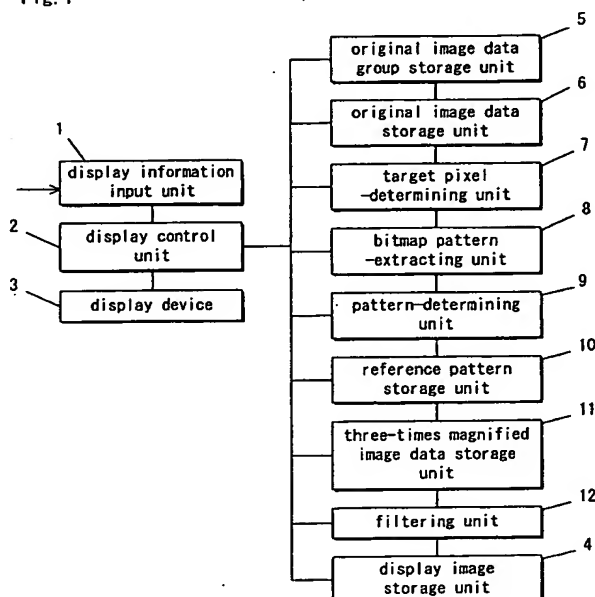 Fig. 1
5
original image data
group storage unit
6
original image data
storage unit
1
display information
input unit
7
target pixel
-determining unit
2
display control
unit
8
bitmap pattern
-extracting unit
3
display device
9
pattern-determining
unit
10
reference pattern
storage unit
11
three-times magnified
image data storage
unit
12
filtering unit
4
display image
storage unit